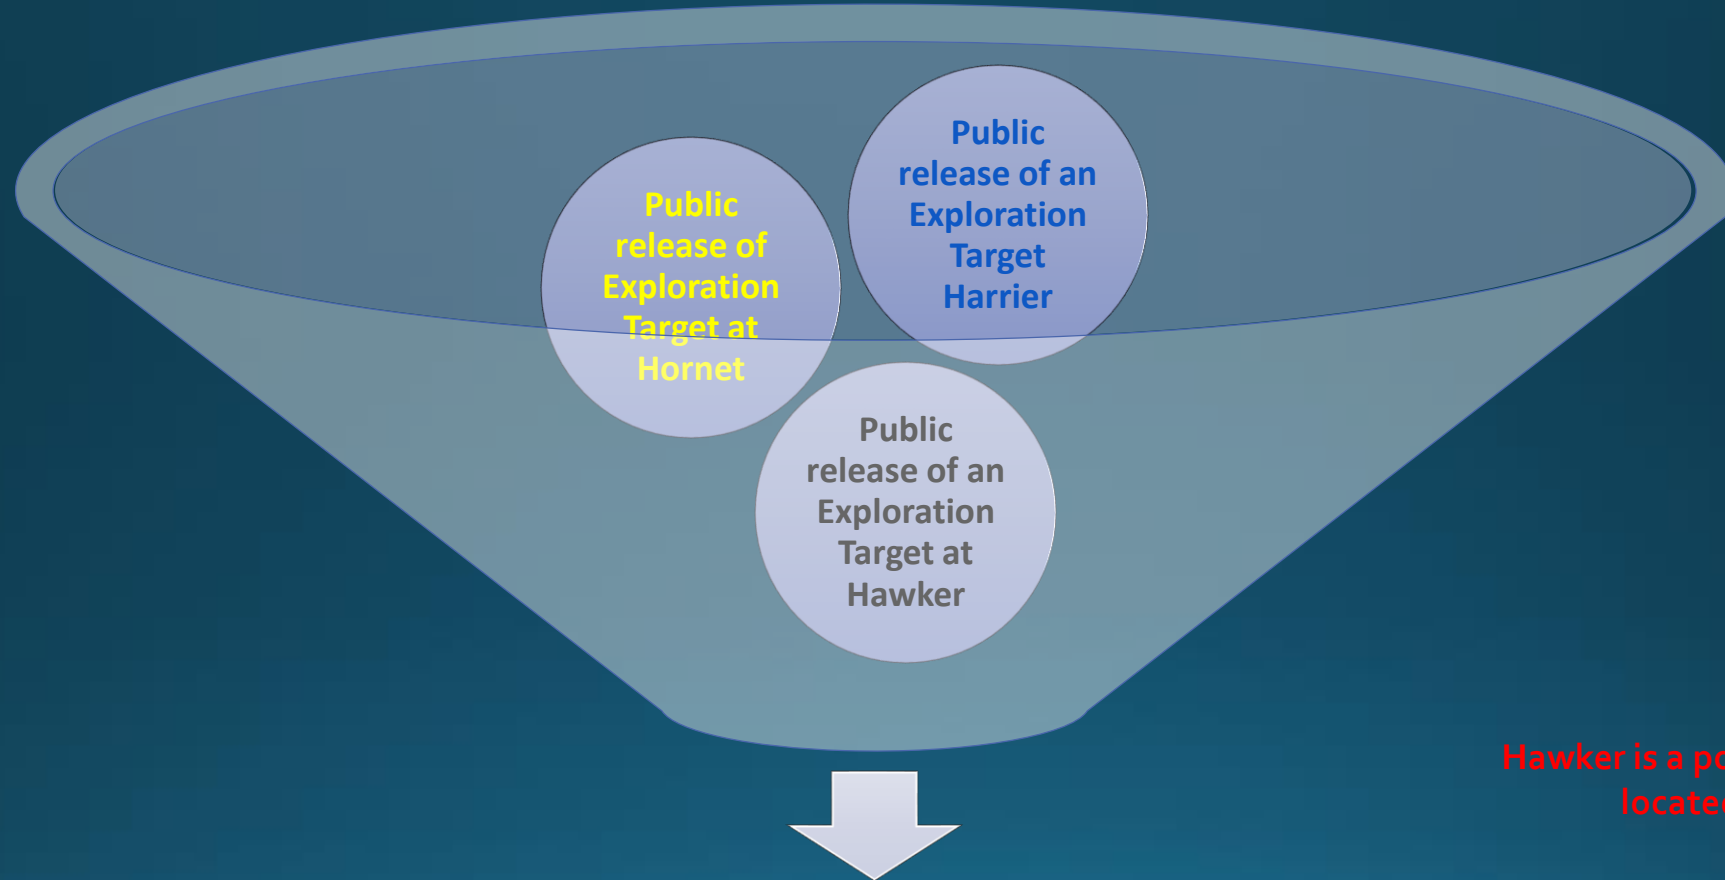 Public
release of an
Exploration
Target
Harrier
Public
release of
Exploration
Target at
Hornet
Public
release of an
Exploration
Target at
Hawker
Hawker is a